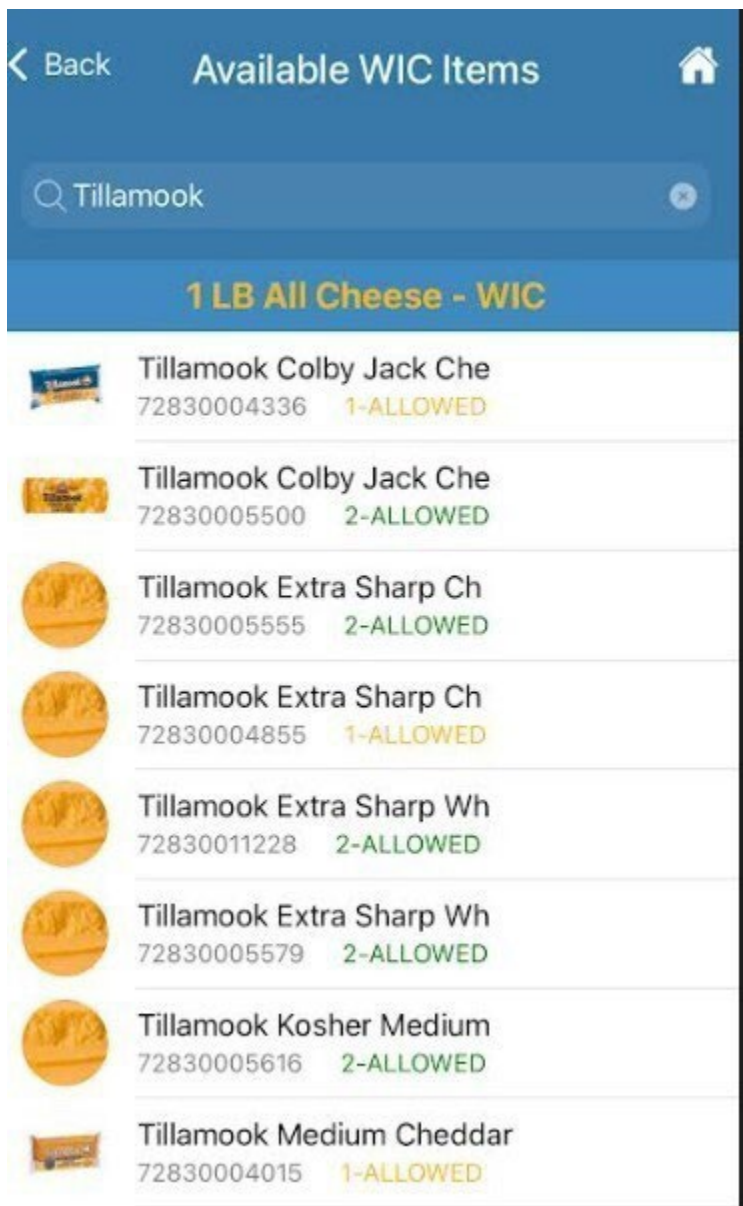 Back
Available WIC Items
Tillamook
1 LB All Cheese - WIC
Tillamook Colby Jack Che
72830004336 1-ALLOWED
Tillamook Colby Jack Che
72830005500 2-ALLOWED
Tillamook Extra Sharp Ch
72830005555 2-ALLOWED
Tillamook Extra Sharp Ch
72830004855 1-ALLOWED
Tillamook Extra Sharp Wh
72830011228 2-ALLOWED
Tillamook Extra Sharp Wh
72830005579 2-ALLOWED
Tillamook Kosher Medium
72830005616 2-ALLOWED
Tillamook Medium Cheddar
72830004015 1-ALLOWED